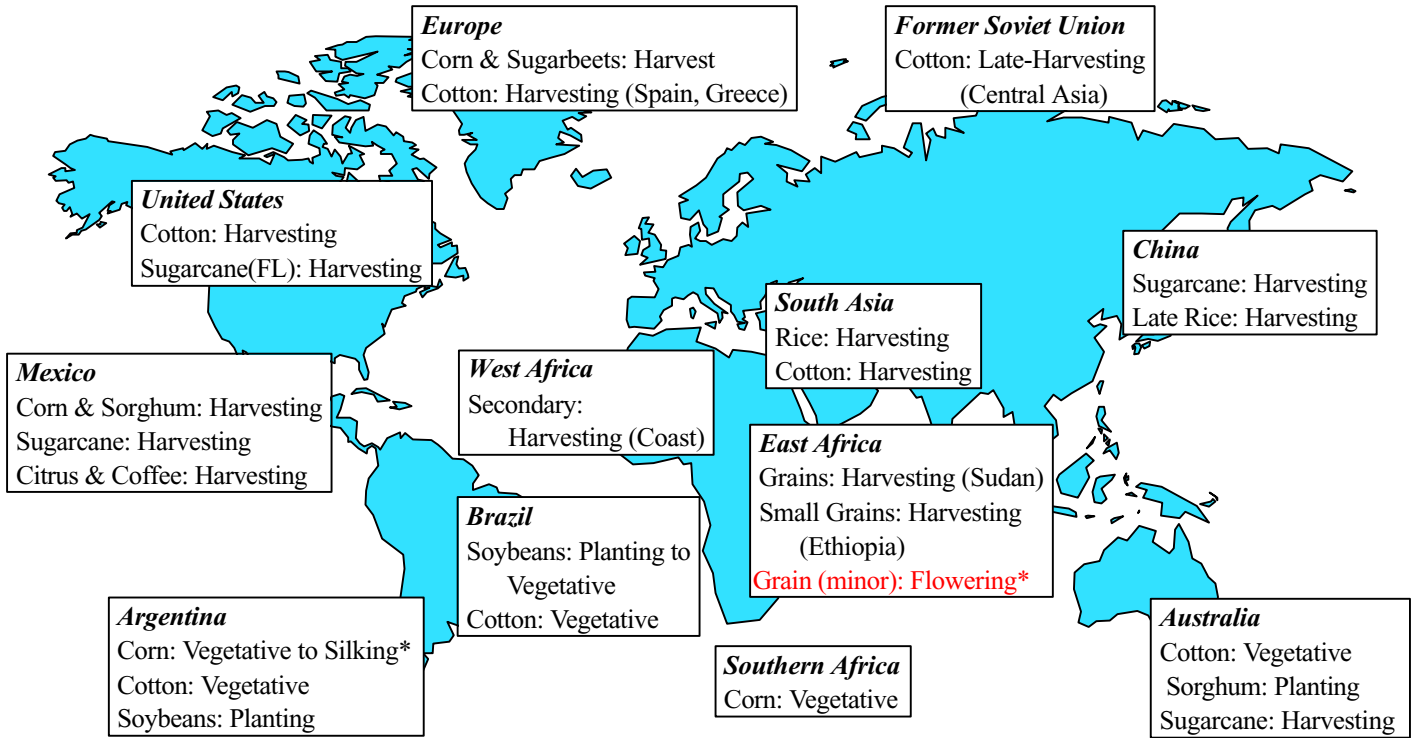 Europe
Corn & Sugarbeets: Harvest
Cotton: Harvesting (Spain, Greece)
Former Soviet Union
Cotton: Late-Harvesting
(Central Asia)
United States
Cotton: Harvesting
Sugarcane(FL): Harvesting
China
Sugarcane: Harvesting
Late Rice: Harvesting
South Asia
Rice: Harvesting
Cotton: Harvesting
Mexico
Corn & Sorghum: Harvesting
Sugarcane: Harvesting
Citrus & Coffee: Harvesting
West Africa
Secondary:
Harvesting (Coast)
East Africa
Grains: Harvesting (Sudan)
Small Grains: Harvesting
(Ethiopia)
Grain (minor): Flowering*
Brazil
Soybeans: Planting to
Vegetative
Cotton: Vegetative
Argentina
Corn: Vegetative to Silking*
Cotton: Vegetative
Soybeans: Planting
Southern Africa
Corn: Vegetative
Australia
Cotton: Vegetative
Sorghum: Planting
Sugarcane: Harvesting